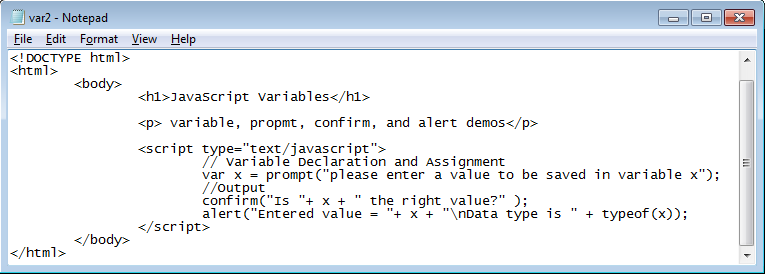 var2 - Notepad
File Edit Format View Help
<!DOCTYPE html>
<html>
<body>
<h1>JavaScript Variables</h1>
<p> variable, propmt, confirm, and alert demos</p>
<script type="text/javascript">
// Variable Declaration and Assignment
var x = prompt("please enter a value to be saved in variable x");
//Output
confirm("Is "+ x + " the right value?" );
alert("Entered value = "+ x + "\nData type is " + typeof(x));
</script>
</body>
</html>